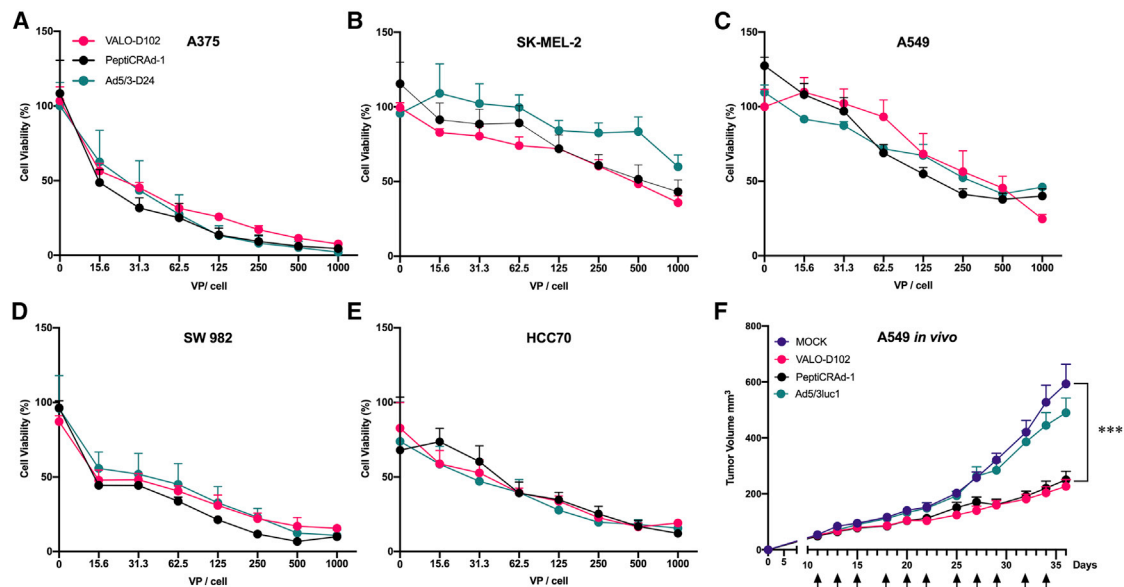 A
A375
VALO-D102
PeptiCRAd-1
Ad5/3-D24
Cell Viability (%)
150
100
50
0
0 15.6 31.3 62.5 125 250 500 1000
VP/ cell
B
SK-MEL-2
Cell Viability (%)
150
100
50
0
0 15.6 31.3 62.5 125 250 500 1000
VP/ cell
C
A549
Cell Viability (%)
150
100
50
0
0 15.6 31.3 62.5 125 250 500 1000
VP/ cell
D
SW 982
Cell Viability (%)
150
100
50
0
0 15.6 31.3 62.5 125 250 500 1000
VP / cell
E
HCC70
Cell Viability (%)
150
100
50
0
0 15.6 31.3 62.5 125 250 500 1000
VP / cell
F
A549 in vivo
MOCK
VALO-D102
PeptiCRAd-1
Ad5/3luc1
Tumor Volume mm³
800
600
400
200
0
0 5 10 15 20 25 30 35 Days
***